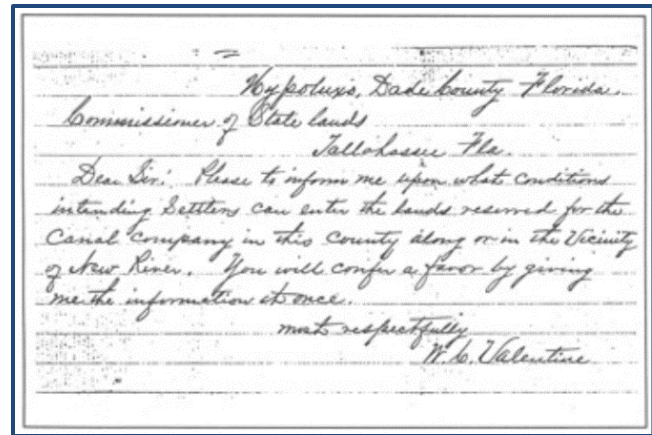 Hypoluxo, Dade County Florida.
Commissioner of State lands
Tallahassee Fla.
Dear Sir: Please to inform me upon what conditions
intending Settlers can enter the lands reserved for the
Canal company in this County along or in the Vicinity
of New River. You will confer a favor by giving
me the information at once.
most respectfully
W. C. Valentine